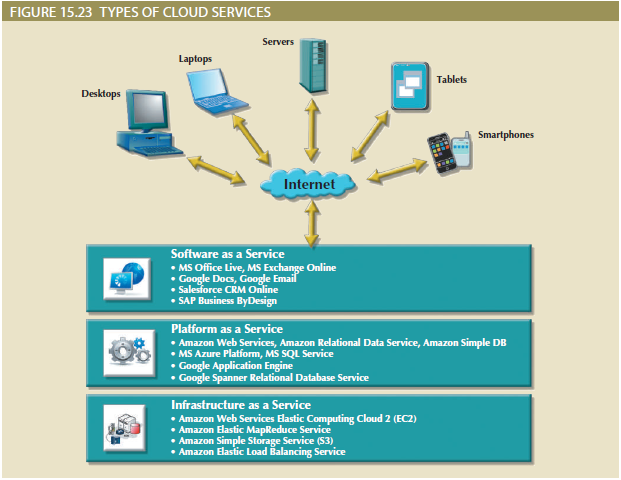 FIGURE 15.23 TYPES OF CLOUD SERVICES
Servers
Laptops
Tablets
Desktops
Smartphones
Internet
Software as a Service
• MS Office Live, MS Exchange Online
• Google Docs, Google Email
• Salesforce CRM Online
• SAP Business ByDesign
Platform as a Service
• Amazon Web Services, Amazon Relational Data Service, Amazon Simple DB
• MS Azure Platform, MS SQL Service
• Google Application Engine
• Google Spanner Relational Database Service
Infrastructure as a Service
• Amazon Web Services Elastic Computing Cloud 2 (EC2)
• Amazon Elastic MapReduce Service
• Amazon Simple Storage Service (S3)
• Amazon Elastic Load Balancing Service